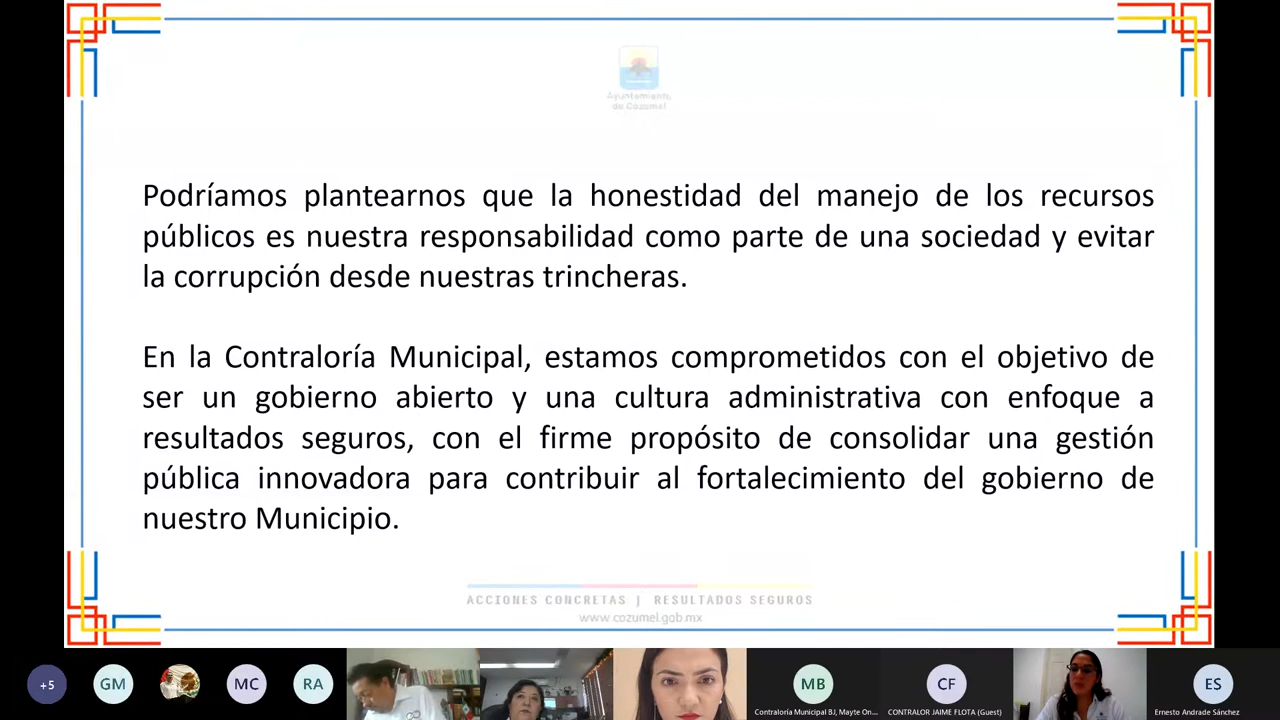 Ayuntamiento
de Cozumel
Podríamos plantearnos que la honestidad del manejo de los recursos
públicos es nuestra responsabilidad como parte de una sociedad y evitar
la corrupción desde nuestras trincheras.
En la Contraloría Municipal, estamos comprometidos con el objetivo de
ser un gobierno abierto y una cultura administrativa con enfoque a
resultados seguros, con el firme propósito de consolidar una gestión
pública innovadora para contribuir al fortalecimiento del gobierno de
nuestro Municipio.
ACCIONES CONCRETAS | RESULTADOS SEGUROS
www.cozumel.gob.mx
+5
GM
MC
RA
MB
CF
ES
Contraloría Municipal BJ, Mayte On...
CONTRALOR JAIME FLOTA (Guest)
Ernesto Andrade Sánchez